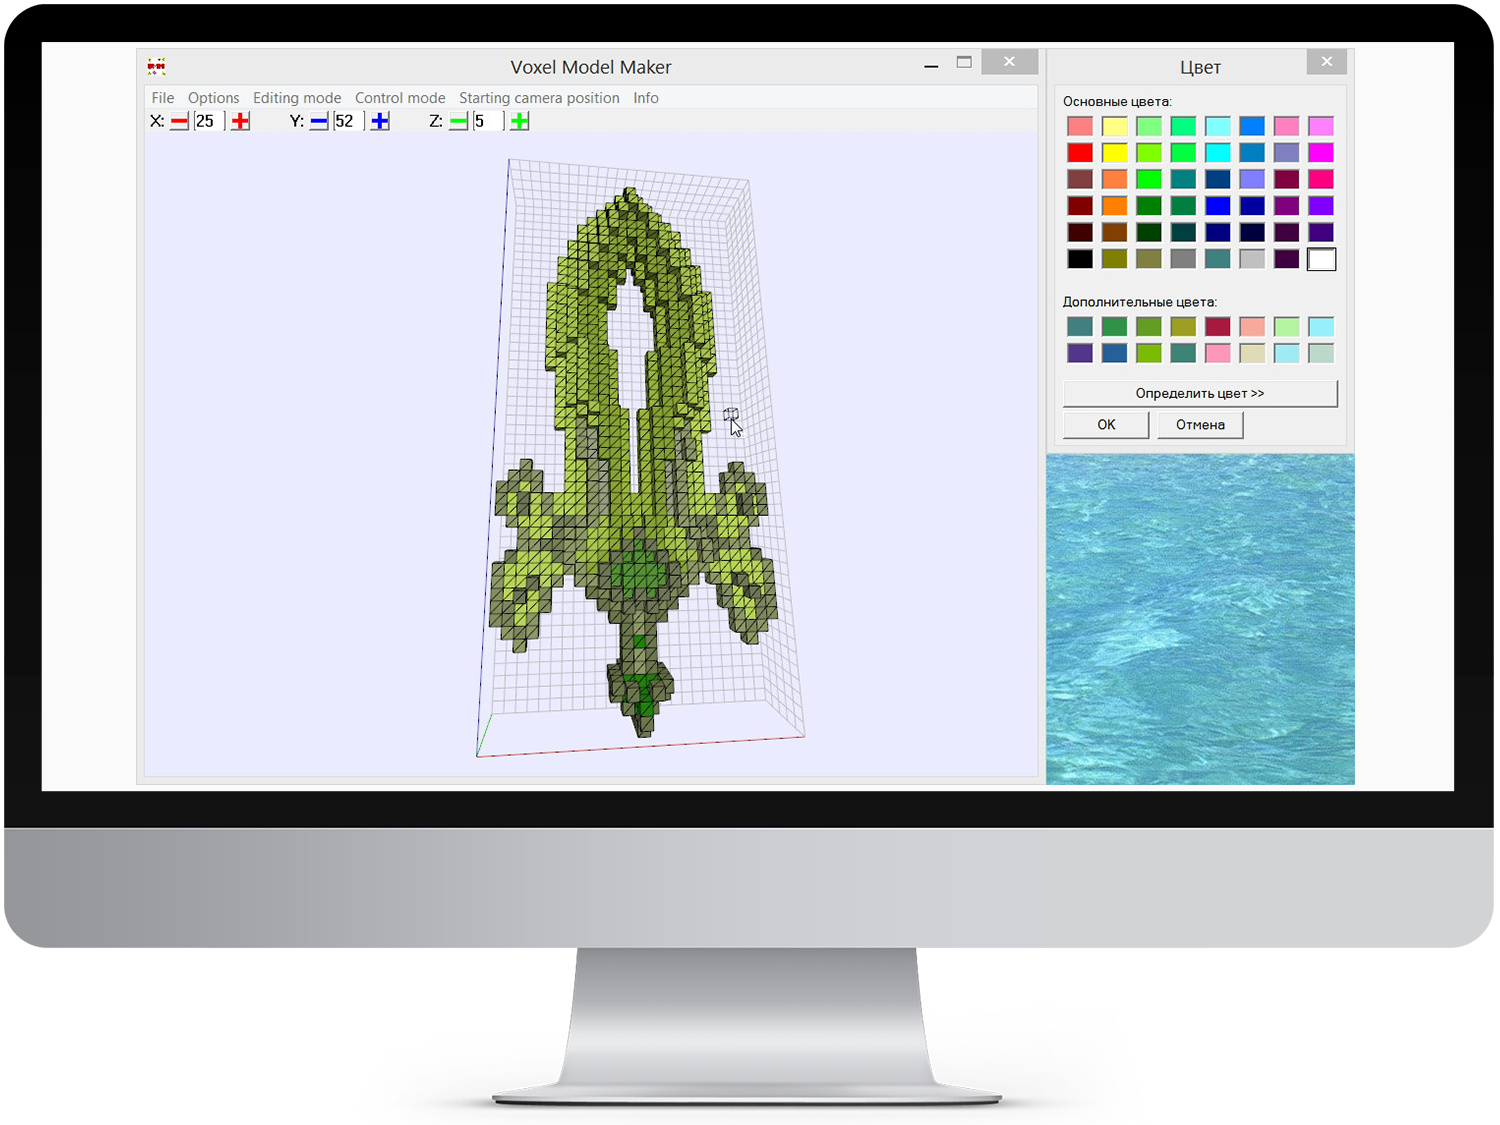 Voxel Model Maker
File Options Editing mode Control mode Starting camera position Info
X: 25 Y: 52 Z: 5
Цвет
Основные цвета:
Дополнительные цвета:
Определить цвет >>
OK Отмена